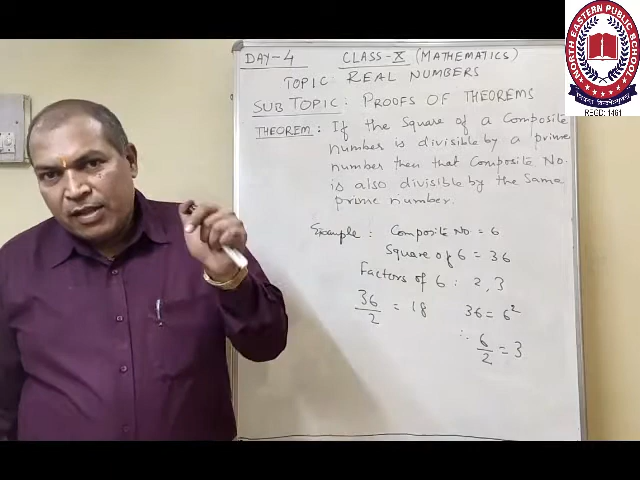 NORTH EASTERN PUBLIC SCHOOL
RECD: 1461
DAY-4 CLASS-X (MATHEMATICS)
TOPIC: REAL NUMBERS
SUB TOPIC: PROOFS OF THEOREMS
THEOREM: If the Square of a Composite
number is divisible by a prime
number then that Composite No.
is also divisible by the Same
prime number.
Example: Composite No. = 6
Square of 6 = 36
Factors of 6 : 2, 3
36/2 = 18 36 = 6²
∴ 6/2 = 3